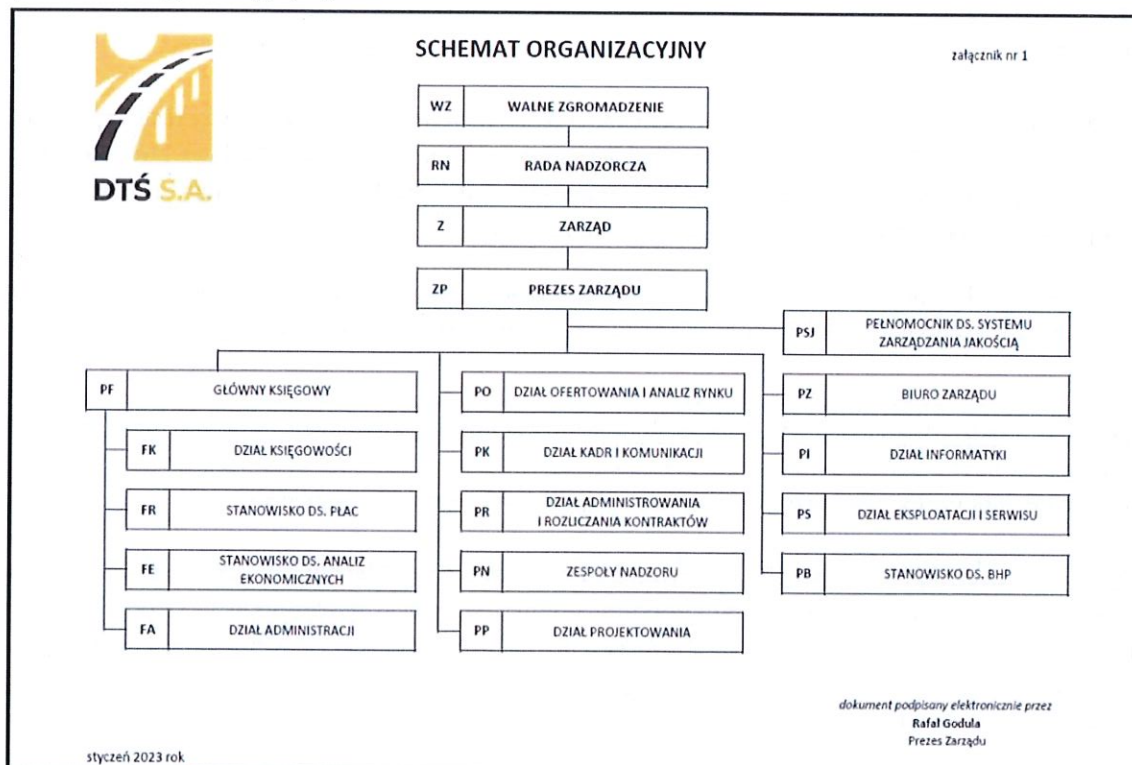 SCHEMAT ORGANIZACYJNY
załącznik nr 1
DTŚ S.A.
WZ WALNE ZGROMADZENIE
RN RADA NADZORCZA
Z ZARZĄD
ZP PREZES ZARZĄDU
PSJ PEŁNOMOCNIK DS. SYSTEMU
ZARZĄDZANIA JAKOŚCIĄ
PF GŁÓWNY KSIĘGOWY
FK DZIAŁ KSIĘGOWOŚCI
FR STANOWISKO DS. PŁAC
FE STANOWISKO DS. ANALIZ
EKONOMICZNYCH
FA DZIAŁ ADMINISTRACJI
PO DZIAŁ OFERTOWANIA I ANALIZ RYNKU
PK DZIAŁ KADR I KOMUNIKACJI
PR DZIAŁ ADMINISTROWANIA
I ROZLICZANIA KONTRAKTÓW
PN ZESPOŁY NADZORU
PP DZIAŁ PROJEKTOWANIA
PZ BIURO ZARZĄDU
PI DZIAŁ INFORMATYKI
PS DZIAŁ EKSPLOATACJI I SERWISU
PB STANOWISKO DS. BHP
dokument podpisany elektronicznie przez
Rafał Godula
Prezes Zarządu
styczeń 2023 rok